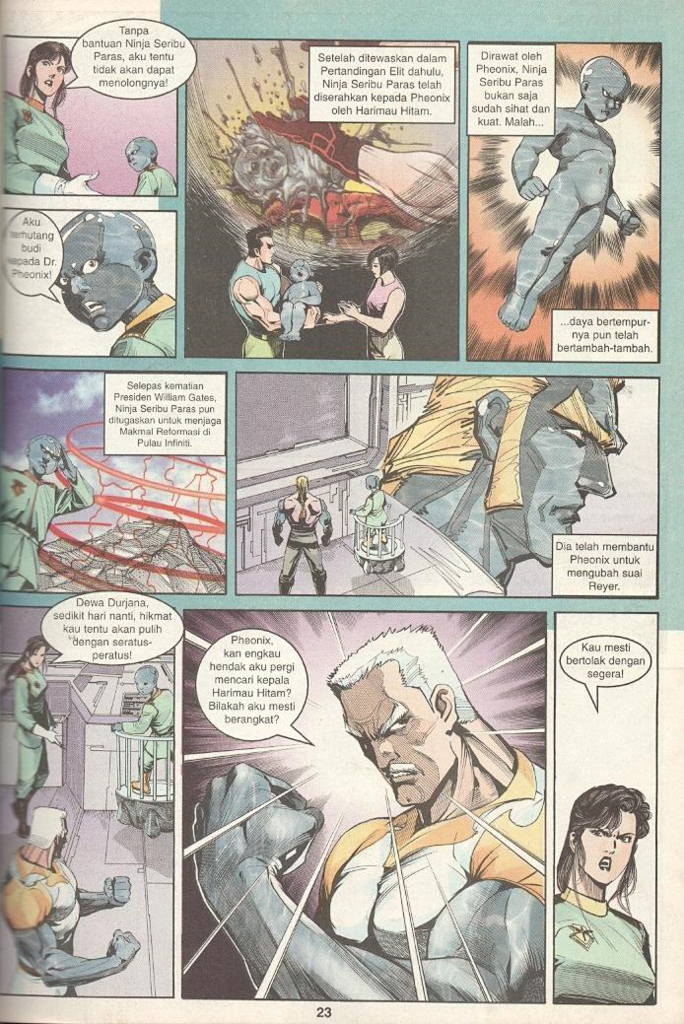 Tanpa
bantuan Ninja Seribu
Paras, aku tentu
tidak akan dapat
menolongnya!
Setelah ditewaskan dalam
Pertandingan Elit dahulu,
Ninja Seribu Paras telah
diserahkan kepada Pheonix
oleh Harimau Hitam.
Dirawat oleh
Pheonix, Ninja
Seribu Paras
bukan saja
sudah sihat dan
kuat. Malah...
Aku
budi
Dr.
Pheonix!
...daya bertempur-
nya pun telah
bertambah-tambah.
Selepas kematian
Presiden William Gates,
Ninja Seribu Paras pun
ditugaskan untuk menjaga
Makmal Reformasi di
Pulau Infiniti.
Dia telah membantu
Pheonix untuk
mengubah suai
Reyer.
Dewa Durjana,
sedikit hari nanti, hikmat
kau tentu akan pulih
dengan seratus-
peratus!
Pheonix,
kan engkau
hendak aku pergi
mencari kepala
Harimau Hitam?
Bilakah aku mesti
berangkat?
Kau mesti
bertolak dengan
segera!
23